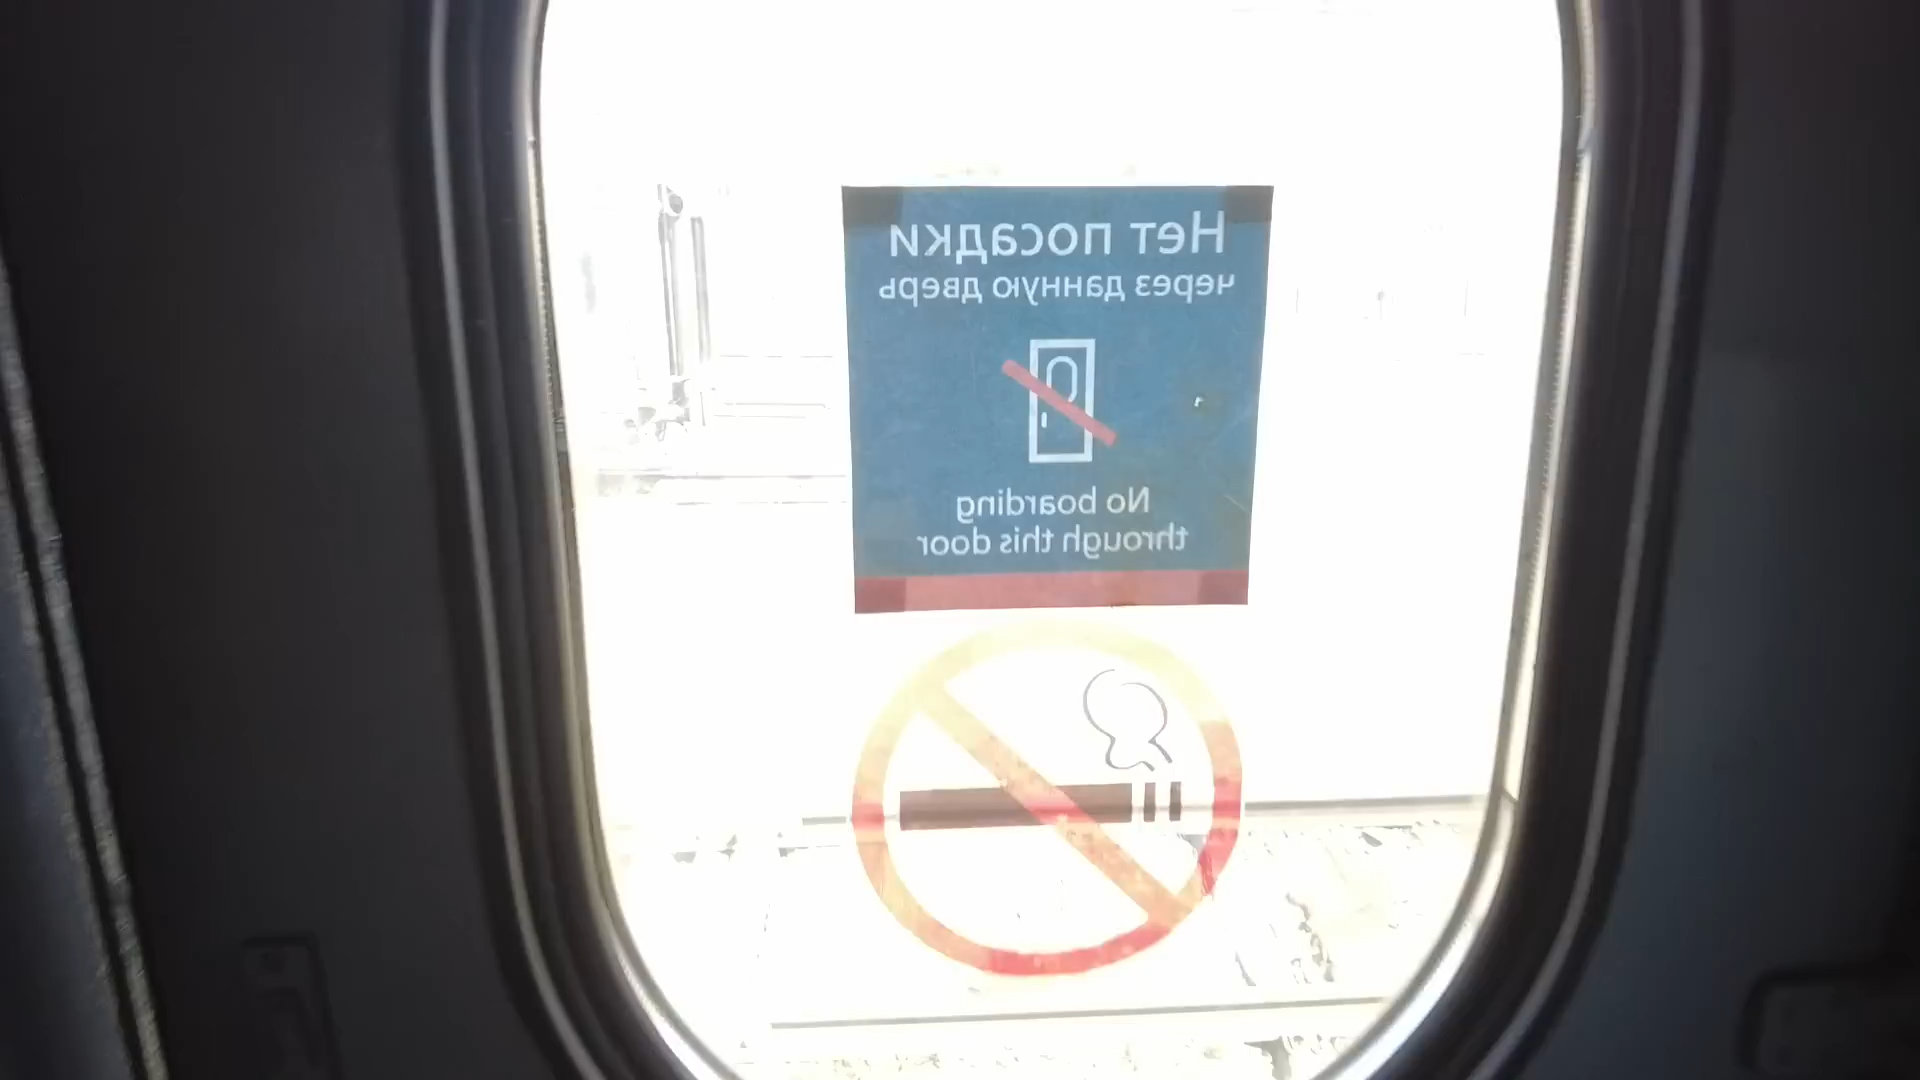 Нет посадки
через данную дверь
No boarding
through this door